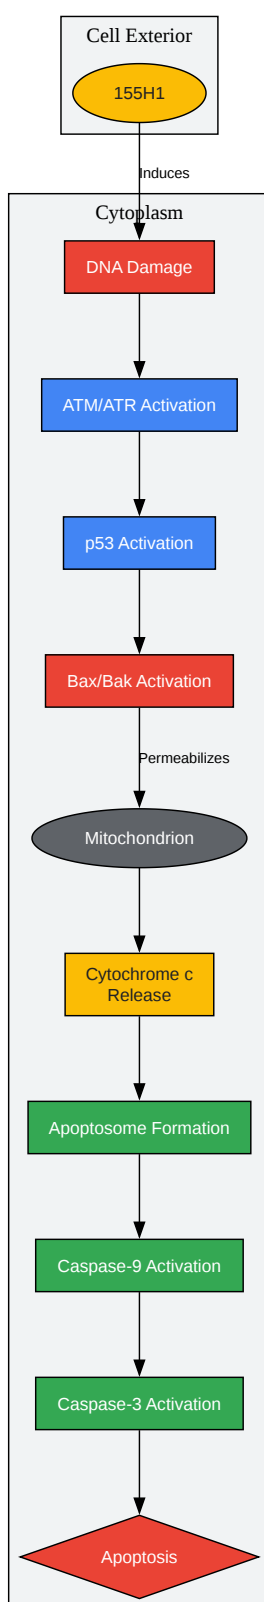 Cell Exterior
155H1
Induces
Cytoplasm
DNA Damage
ATM/ATR Activation
p53 Activation
Bax/Bak Activation
Permeabilizes
Mitochondrion
Cytochrome c
Release
Apoptosome Formation
Caspase-9 Activation
Caspase-3 Activation
Apoptosis